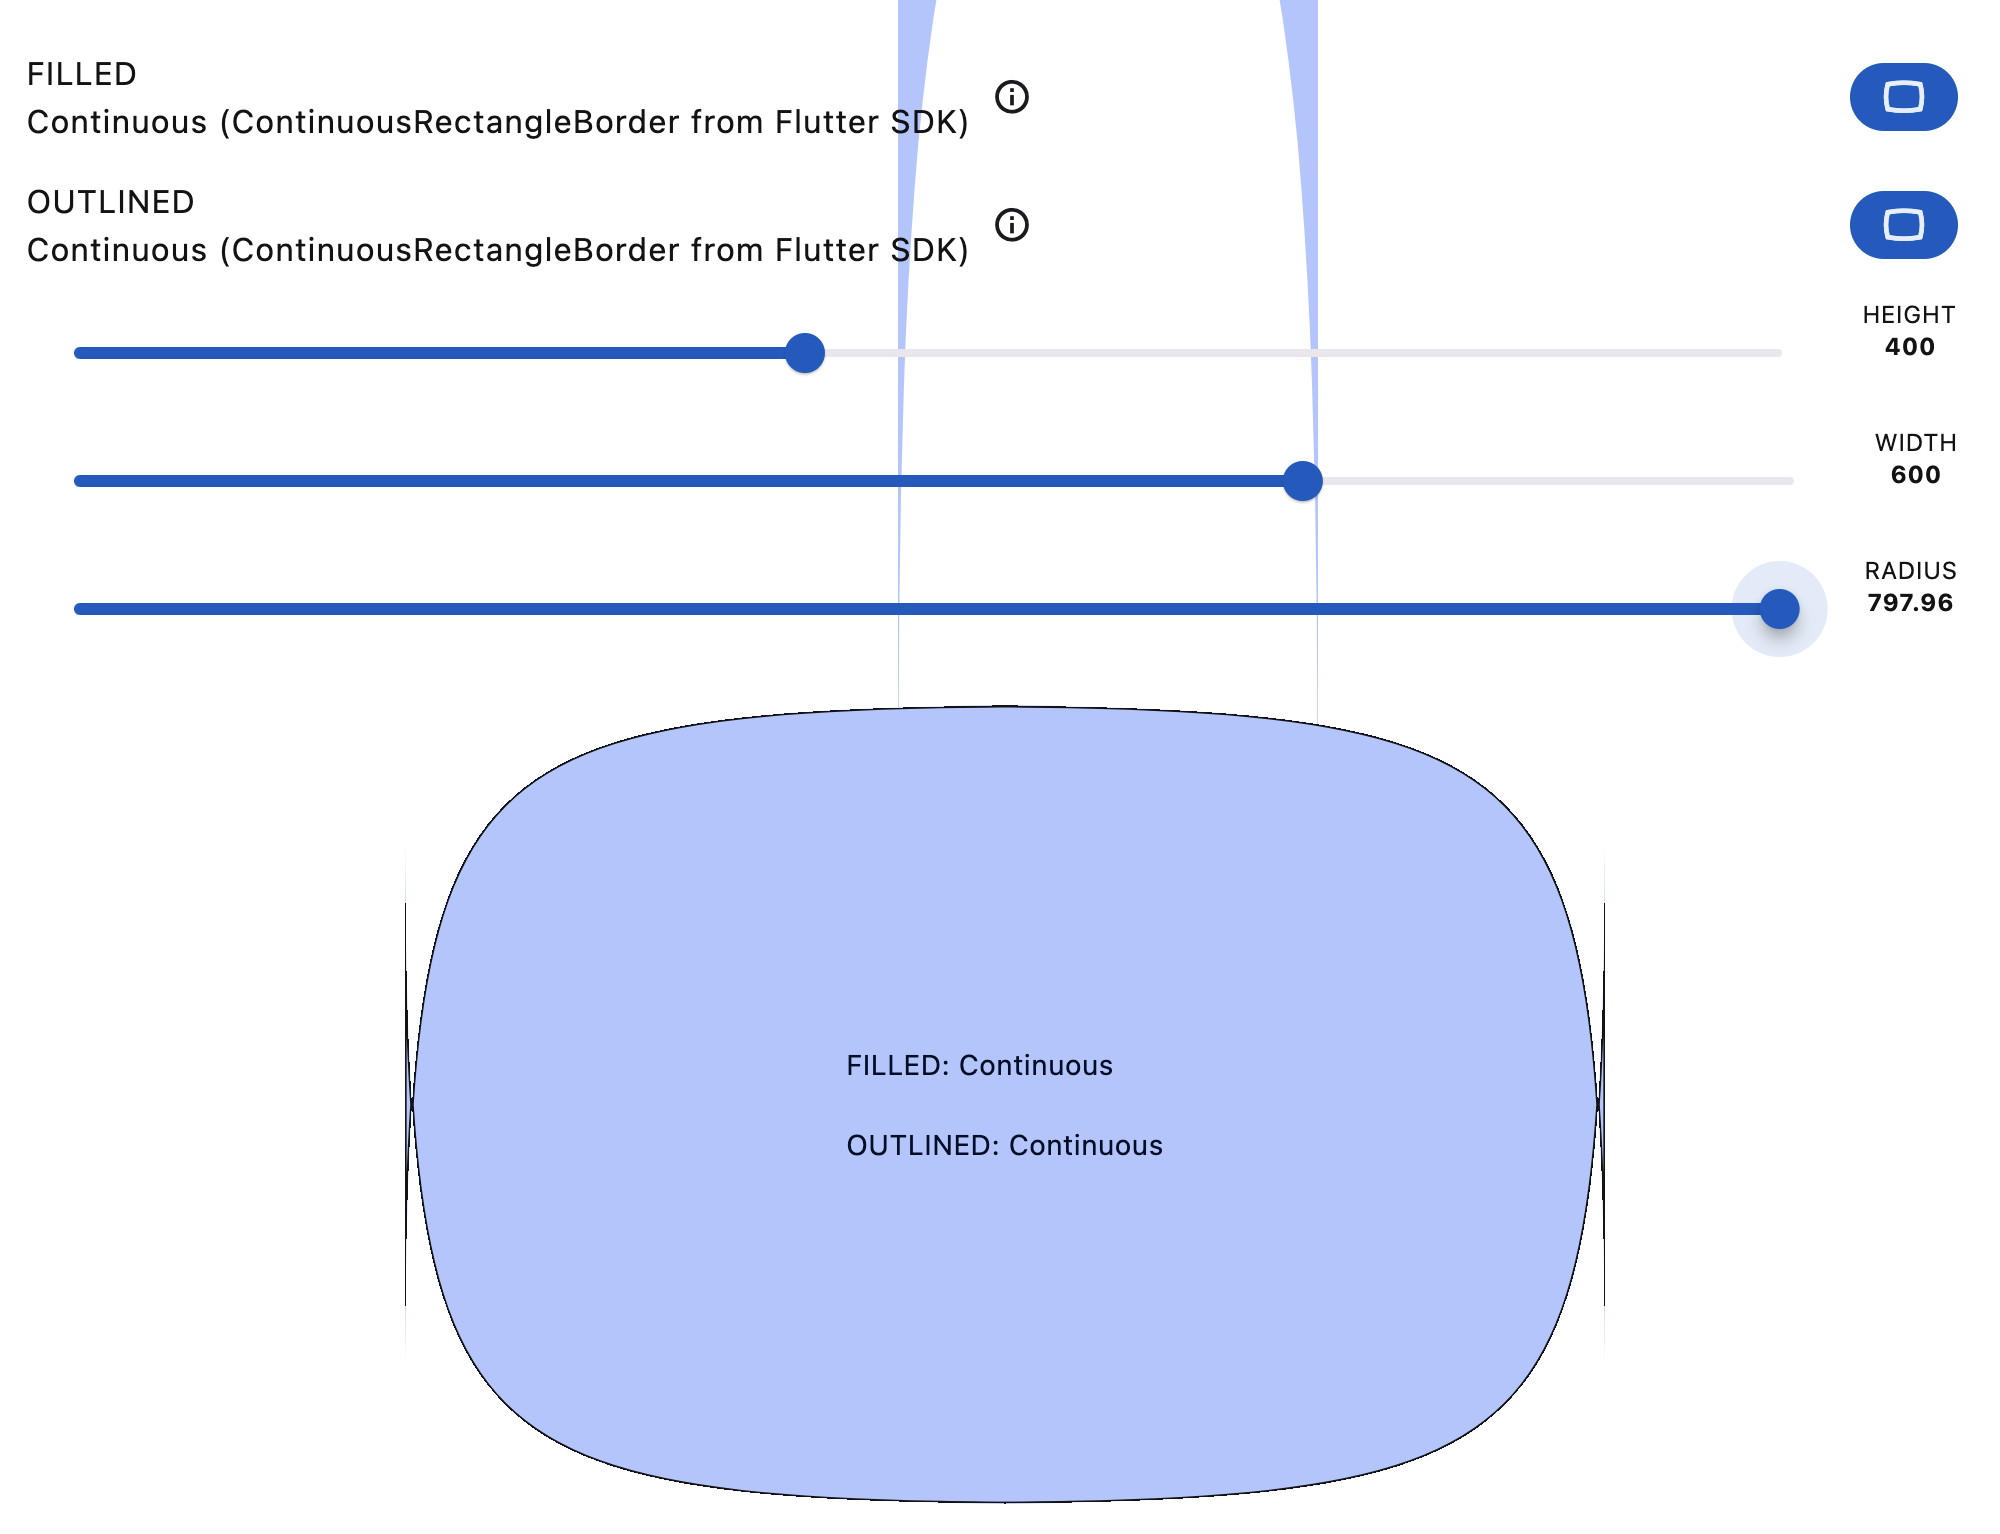 FILLED
Continuous (ContinuousRectangleBorder from Flutter SDK)
OUTLINED
Continuous (ContinuousRectangleBorder from Flutter SDK)
HEIGHT
400
WIDTH
600
RADIUS
797.96
FILLED: Continuous
OUTLINED: Continuous